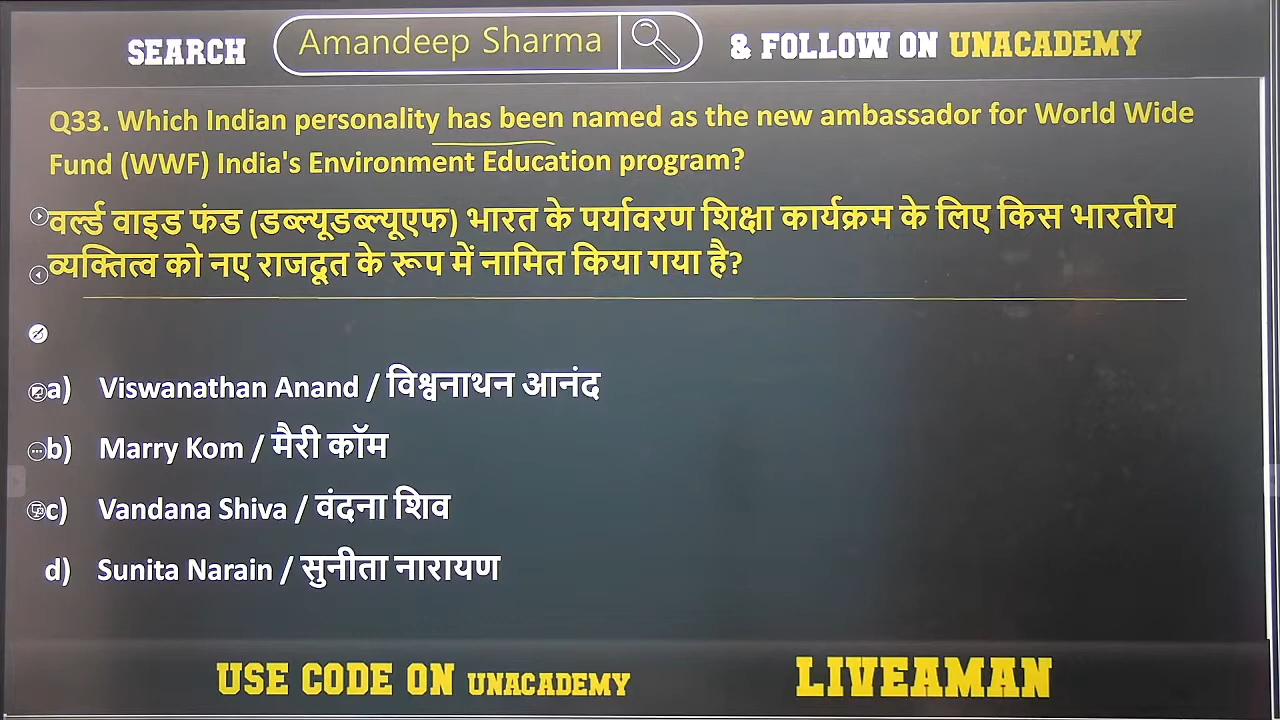 SEARCH Amandeep Sharma & FOLLOW ON UNACADEMY
Q33. Which Indian personality has been named as the new ambassador for World Wide
Fund (WWF) India's Environment Education program?
वर्ल्ड वाइड फंड (डब्ल्यूडब्ल्यूएफ) भारत के पर्यावरण शिक्षा कार्यक्रम के लिए किस भारतीय
व्यक्तित्व को नए राजदूत के रूप में नामित किया गया है?
a) Viswanathan Anand / विश्वनाथन आनंद
b) Marry Kom / मैरी कॉम
c) Vandana Shiva / वंदना शिव
d) Sunita Narain / सुनीता नारायण
USE CODE ON UNACADEMY LIVEAMAN